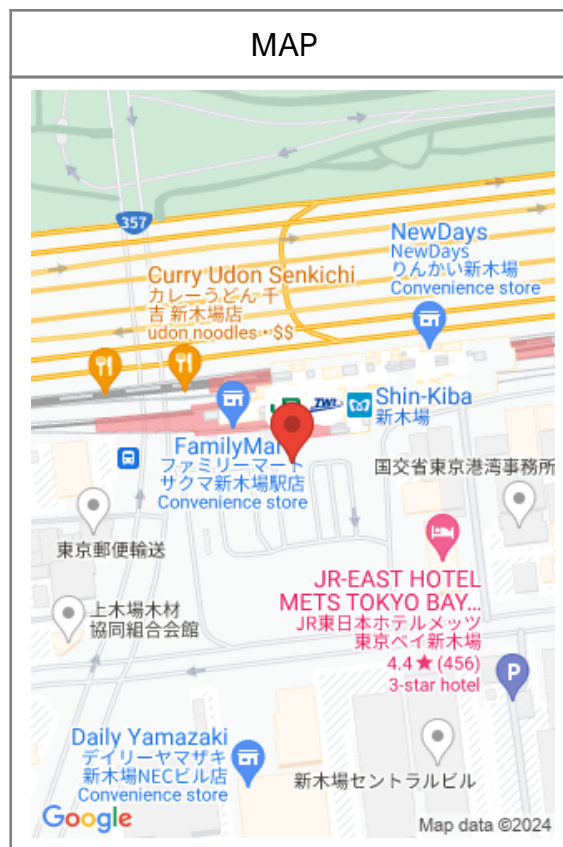 MAP
357
NewDays
NewDays
りんかい新木場
Convenience store
Curry Udon Senkichi
カレーうどん 千
吉 新木場店
udon noodles • $$
TWR
Shin-Kiba
新木場
FamilyMart
ファミリーマート
サクマ新木場駅店
Convenience store
国交省東京港湾事務所
東京郵便輸送
JR-EAST HOTEL
METS TOKYO BAY...
JR東日本ホテルメッツ
東京ベイ新木場
4.4★(456)
3-star hotel
上木場木材
協同組合会館
P
Daily Yamazaki
デイリーヤマザキ
新木場NECビル店
Convenience store
新木場セントラルビル
Google
Map data ©2024